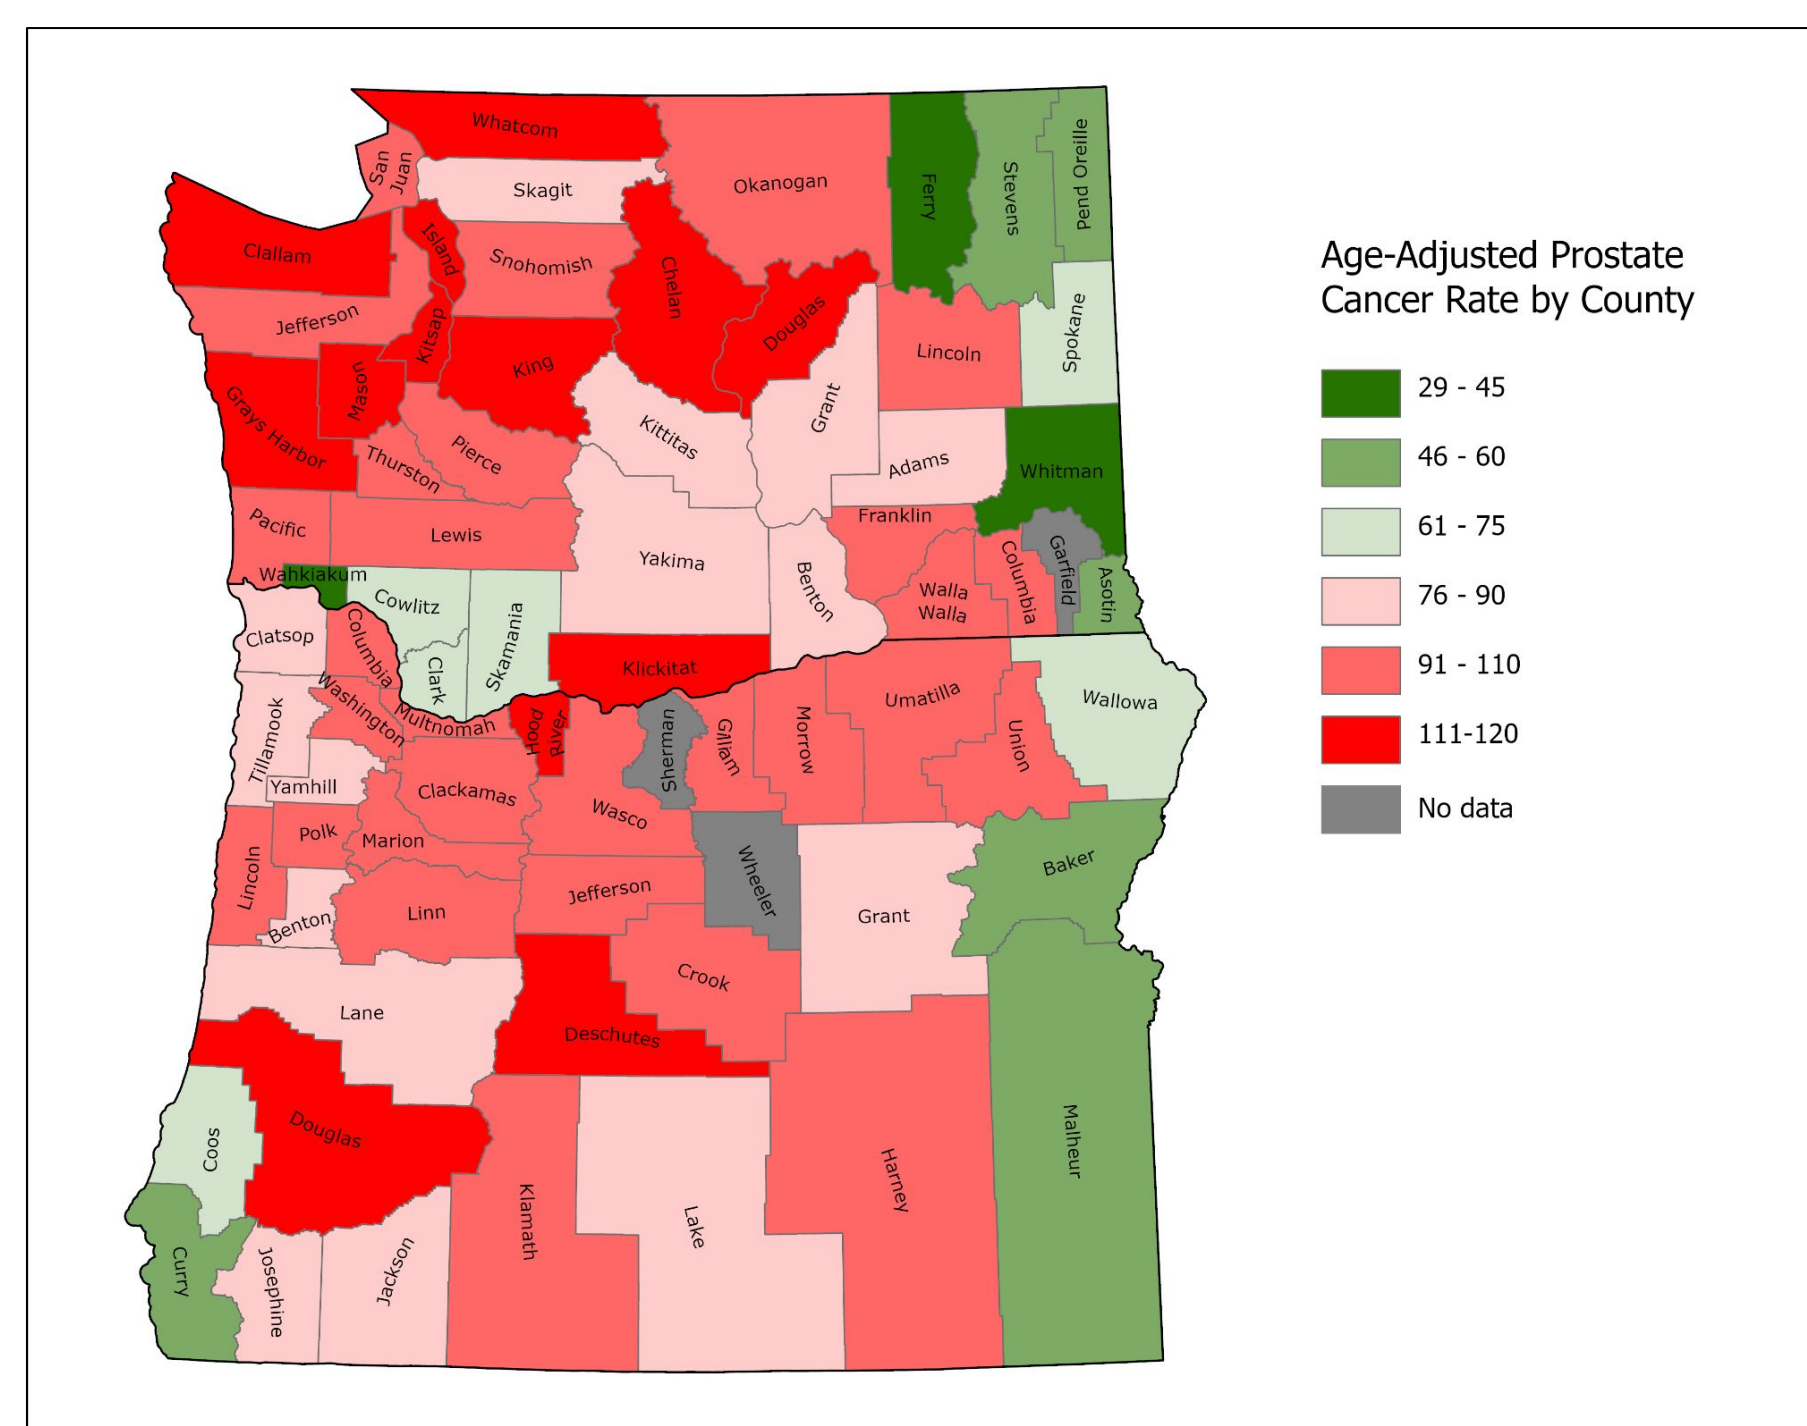 Whatcom
San
Juan
Skagit
Okanogan
Ferry
Stevens
Pend Oreille
Clallam
Island
Snohomish
Chelan
Douglas
Jefferson
Kitsap
King
Lincoln
Spokane
Mason
Grays Harbor
Grant
Kittitas
Pierce
Thurston
Adams
Whitman
Pacific
Lewis
Franklin
Yakima
Benton
Walla
Walla
Columbia
Garfield
Asotin
Wahkiakum
Cowlitz
Skamania
Clark
Klickitat
Clatsop
Columbia
Tillamook
Washington
Multnomah
Hood
River
Sherman
Gilliam
Morrow
Umatilla
Union
Wallowa
Yamhill
Clackamas
Wasco
Polk
Marion
Wheeler
Baker
Lincoln
Jefferson
Benton
Linn
Grant
Crook
Lane
Deschutes
Douglas
Coos
Malheur
Harney
Klamath
Lake
Curry
Josephine
Jackson
Age-Adjusted Prostate
Cancer Rate by County
29 - 45
46 - 60
61 - 75
76 - 90
91 - 110
111-120
No data